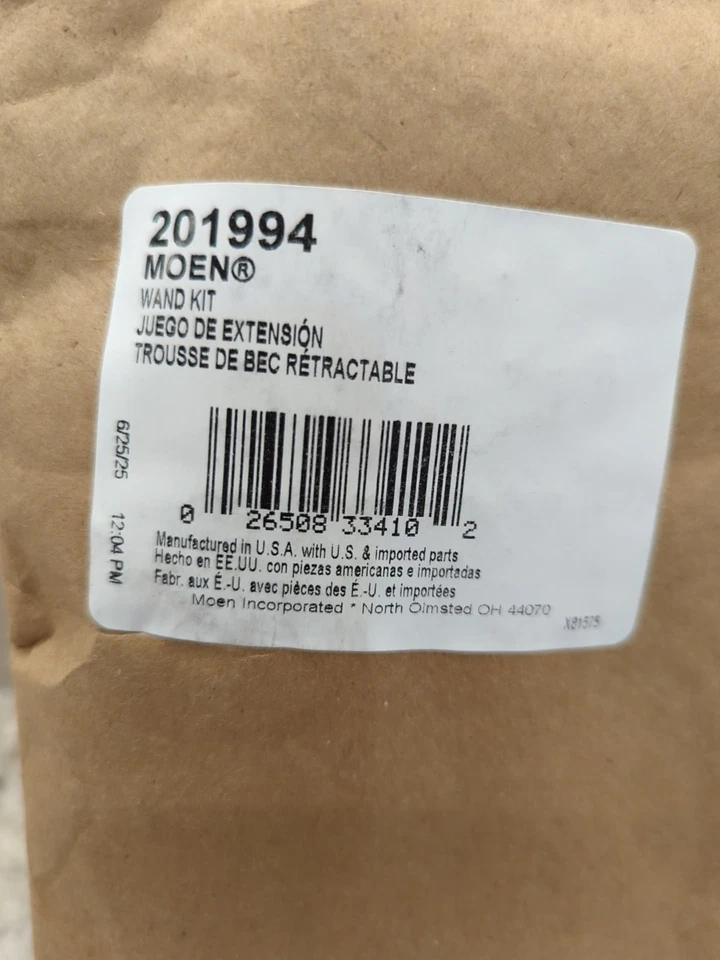 201994
MOEN®
WAND KIT
JUEGO DE EXTENSIÓN
TROUSSE DE BEC RÉTRACTABLE
6/25/25 12:04 PM
0 26508 33410 2
Manufactured in U.S.A. with U.S. & imported parts
Hecho en EE.UU. con piezas americanas e importadas
Fabr. aux É.-U. avec pièces des É.-U. et importées
Moen Incorporated * North Olmsted OH 44070